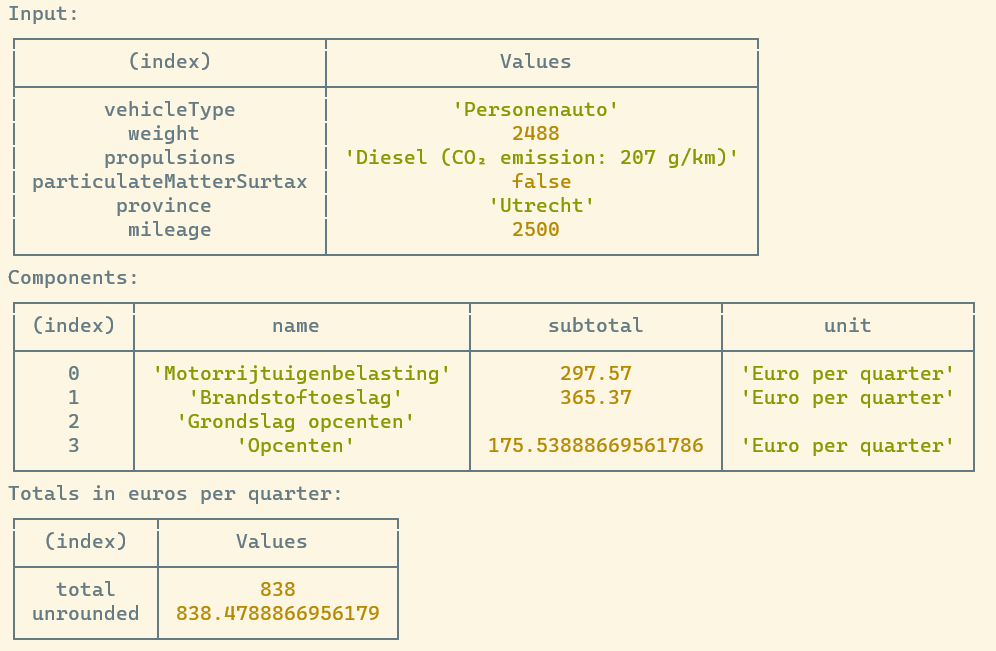 Input:
(index) Values
vehicleType 'Personenauto'
weight 2488
propulsions 'Diesel (CO₂ emission: 207 g/km)'
particulateMatterSurtax false
province 'Utrecht'
mileage 2500
Components:
(index) name subtotal unit
0 'Motorrijtuigenbelasting' 297.57 'Euro per quarter'
1 'Brandstoftoeslag' 365.37 'Euro per quarter'
2 'Grondslag opcenten'
3 'Opcenten' 175.53888669561786 'Euro per quarter'
Totals in euros per quarter:
(index) Values
total 838
unrounded 838.4788866956179